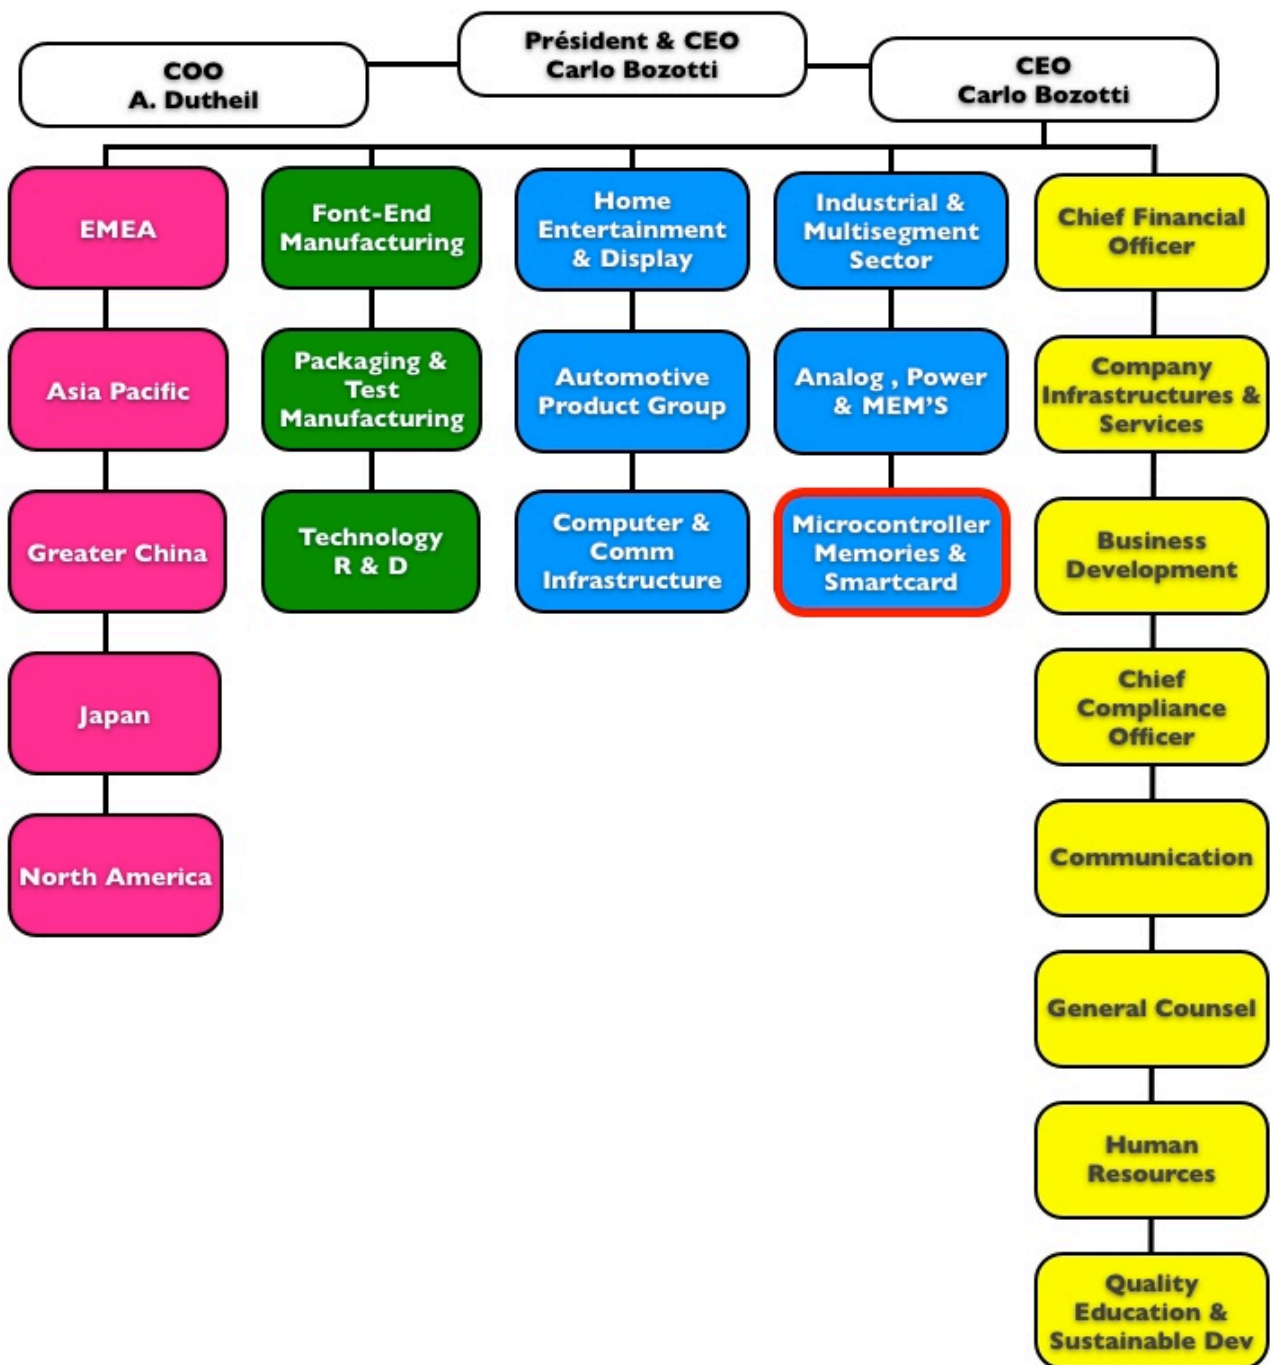 Président & CEO
Carlo Bozotti
COO
A. Dutheil
CEO
Carlo Bozotti
EMEA
Asia Pacific
Greater China
Japan
North America
Font-End
Manufacturing
Packaging &
Test
Manufacturing
Technology
R & D
Home
Entertainment
& Display
Automotive
Product Group
Computer &
Comm
Infrastructure
Industrial &
Multisegment
Sector
Analog , Power
& MEM'S
Microcontroller
Memories &
Smartcard
Chief Financial
Officer
Company
Infrastructures &
Services
Business
Development
Chief
Compliance
Officer
Communication
General Counsel
Human
Resources
Quality
Education &
Sustainable Dev